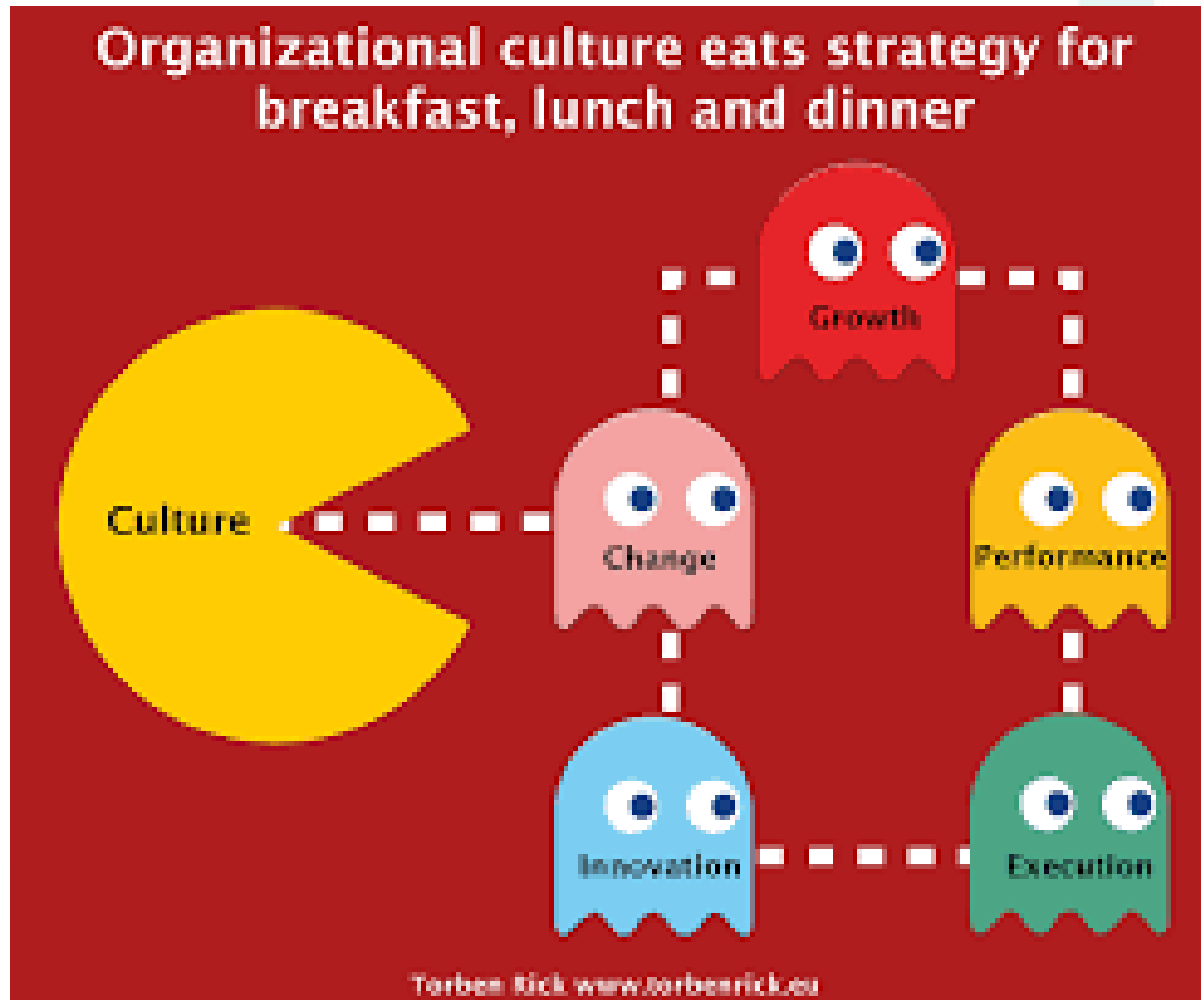 Organizational culture eats strategy for
breakfast, lunch and dinner
Growth
Culture
Change
Performance
Innovation
Execution
Torben Rick www.torbenrick.eu